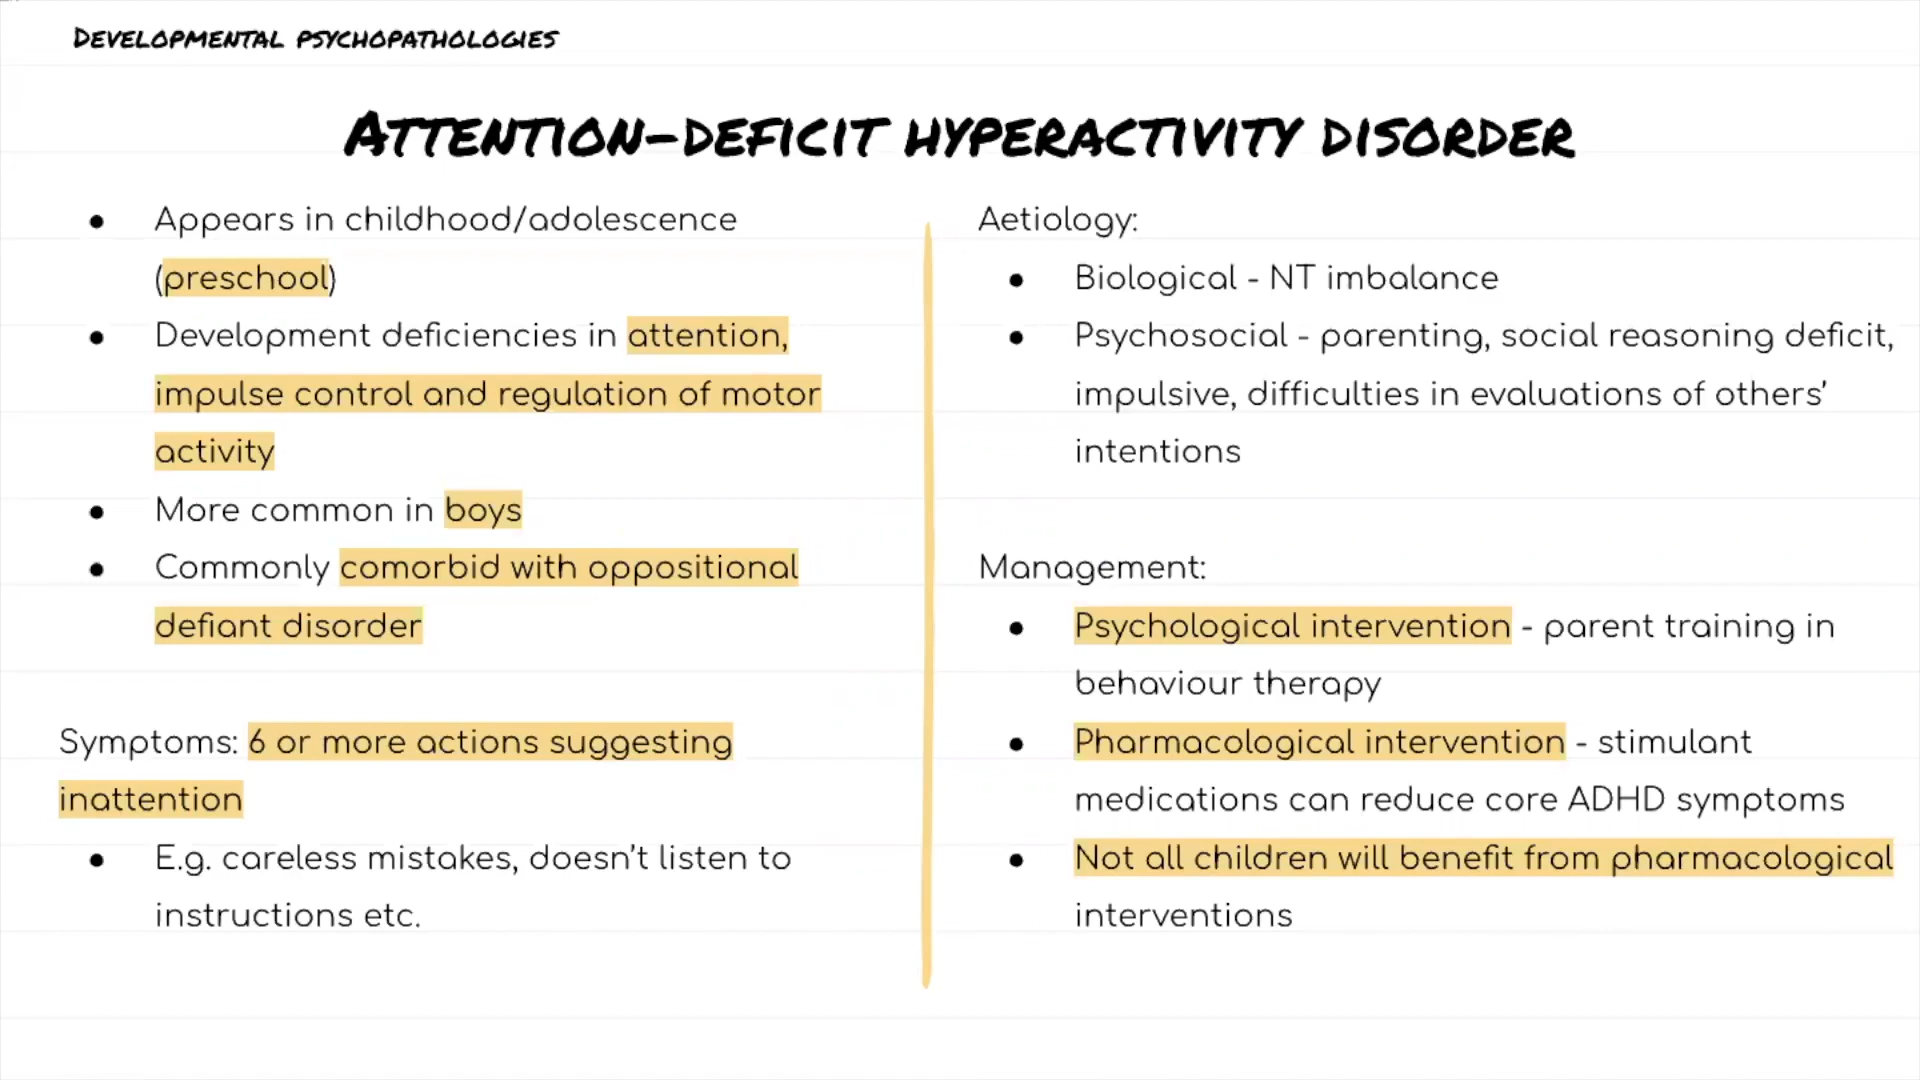 Developmental psychopathologies
Attention-deficit hyperactivity disorder
● Appears in childhood/adolescence
(preschool)
● Development deficiencies in attention,
impulse control and regulation of motor
activity
● More common in boys
● Commonly comorbid with oppositional
defiant disorder
Symptoms: 6 or more actions suggesting
inattention
● E.g. careless mistakes, doesn't listen to
instructions etc.
Aetiology:
● Biological - NT imbalance
● Psychosocial - parenting, social reasoning deficit,
impulsive, difficulties in evaluations of others'
intentions
Management:
● Psychological intervention - parent training in
behaviour therapy
● Pharmacological intervention - stimulant
medications can reduce core ADHD symptoms
● Not all children will benefit from pharmacological
interventions